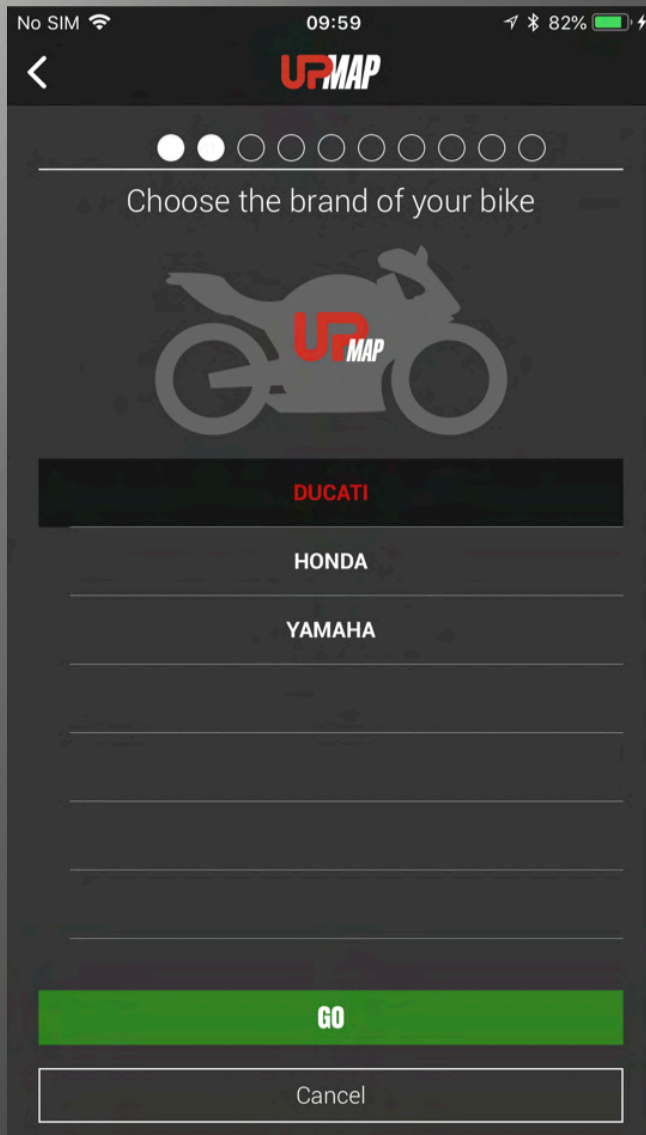 No SIM 09:59 82%
UPMAP
Choose the brand of your bike
UPMAP
DUCATI
HONDA
YAMAHA
GO
Cancel